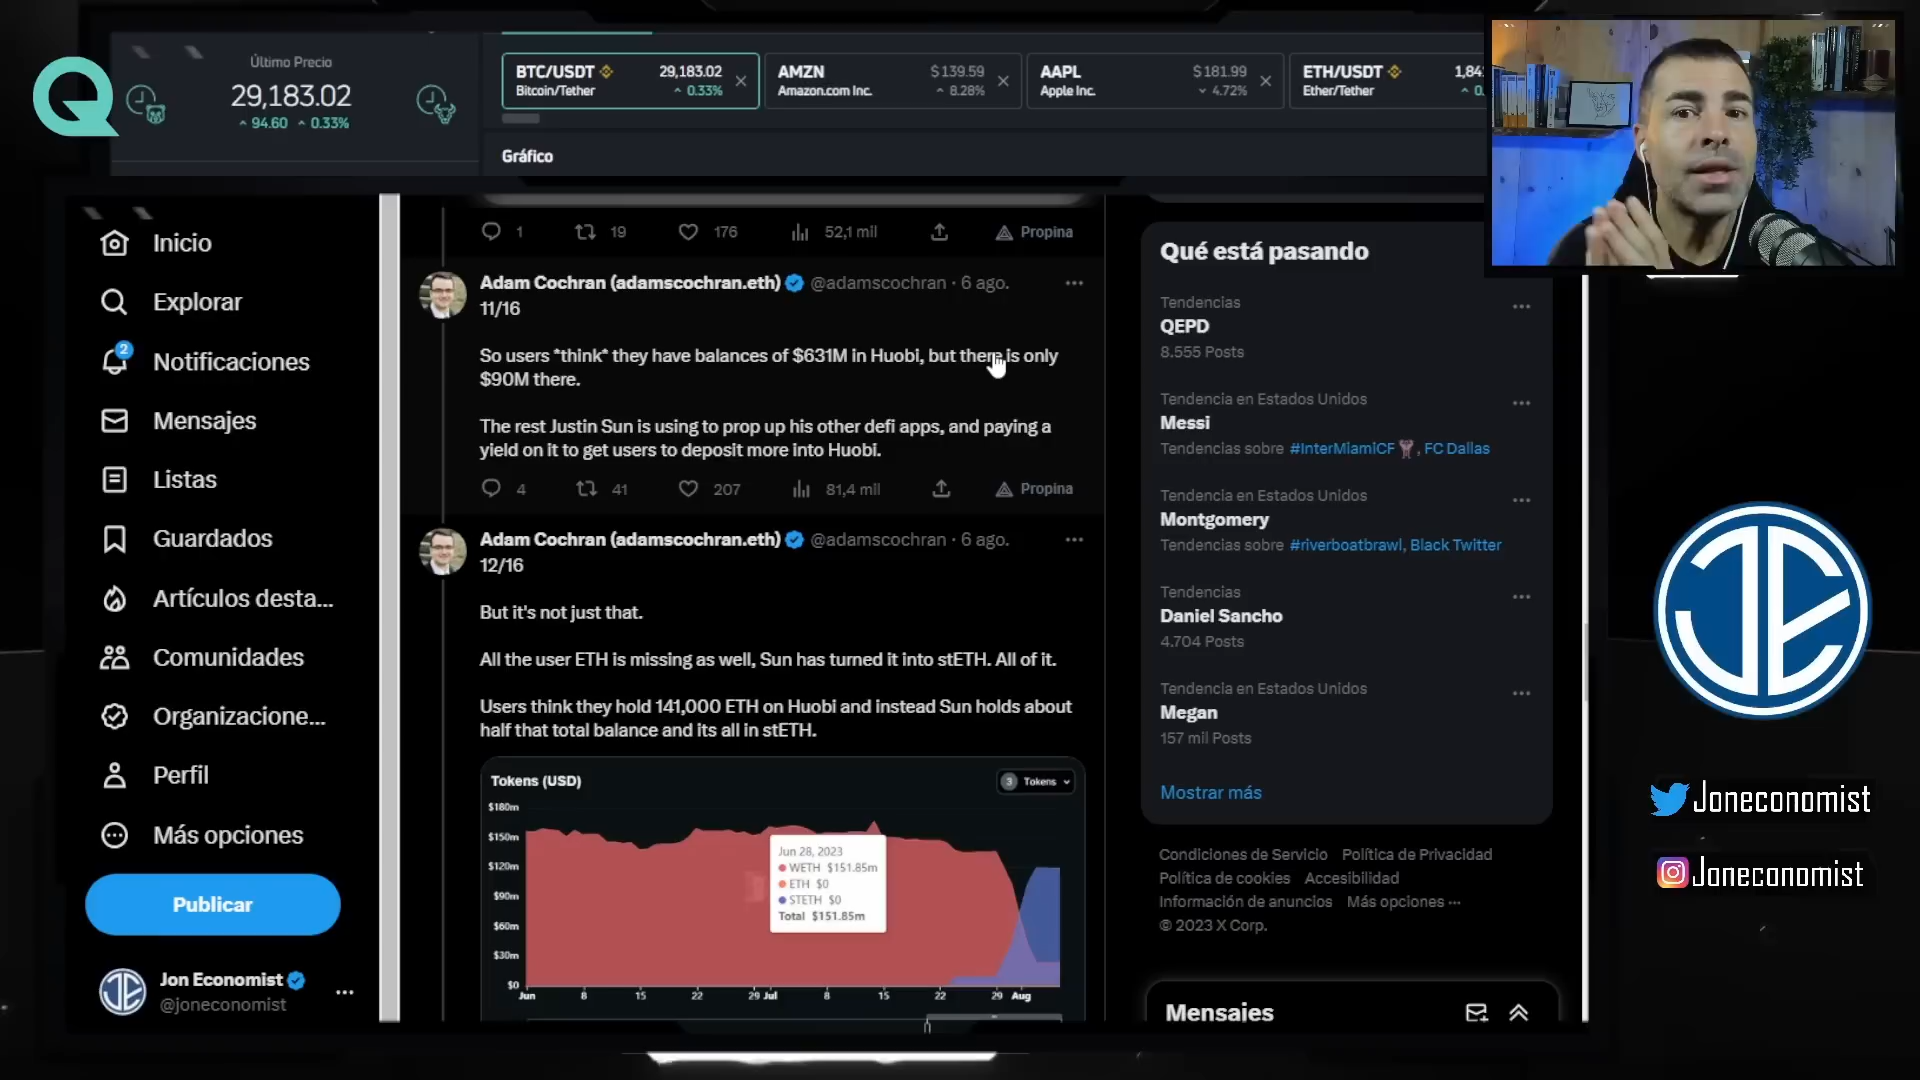 Último Precio
29,183.02
94.60 0.33%
BTC/USDT 29,183.02
Bitcoin/Tether 0.33%
AMZN $139.59
Amazon.com Inc. 8.28%
AAPL $181.99
Apple Inc. 4.72%
ETH/USDT 1,84
Ether/Tether 0.
Gráfico
Inicio
Explorar
2
Notificaciones
Mensajes
Listas
Guardados
Artículos desta...
Comunidades
Organizacione...
Perfil
Más opciones
Publicar
Jon Economist
@joneconomist
1 19 176 52,1 mil Propina
Adam Cochran (adamscochran.eth) @adamscochran · 6 ago.
11/16
So users *think* they have balances of $631M in Huobi, but there is only
$90M there.
The rest Justin Sun is using to prop up his other defi apps, and paying a
yield on it to get users to deposit more into Huobi.
4 41 207 81,4 mil Propina
Adam Cochran (adamscochran.eth) @adamscochran · 6 ago.
12/16
But it's not just that.
All the user ETH is missing as well, Sun has turned it into stETH. All of it.
Users think they hold 141,000 ETH on Huobi and instead Sun holds about
half that total balance and its all in stETH.
Tokens (USD)
3 Tokens
$180m
$150m
$120m
$90m
$60m
$30m
$0
Jun 8 15 22 29 Jul 8 15 22 29 Aug
Jun 28, 2023
WETH $151.85m
ETH $0
STETH $0
Total $151.85m
Qué está pasando
Tendencias
QEPD
8.555 Posts
Tendencia en Estados Unidos
Messi
Tendencias sobre #InterMiamiCF, FC Dallas
Tendencia en Estados Unidos
Montgomery
Tendencias sobre #riverboatbrawl, Black Twitter
Tendencias
Daniel Sancho
4.704 Posts
Tendencia en Estados Unidos
Megan
157 mil Posts
Mostrar más
Condiciones de Servicio Política de Privacidad
Política de cookies Accesibilidad
Información de anuncios Más opciones ···
© 2023 X Corp.
Mensajes
JE
Joneconomist
Joneconomist